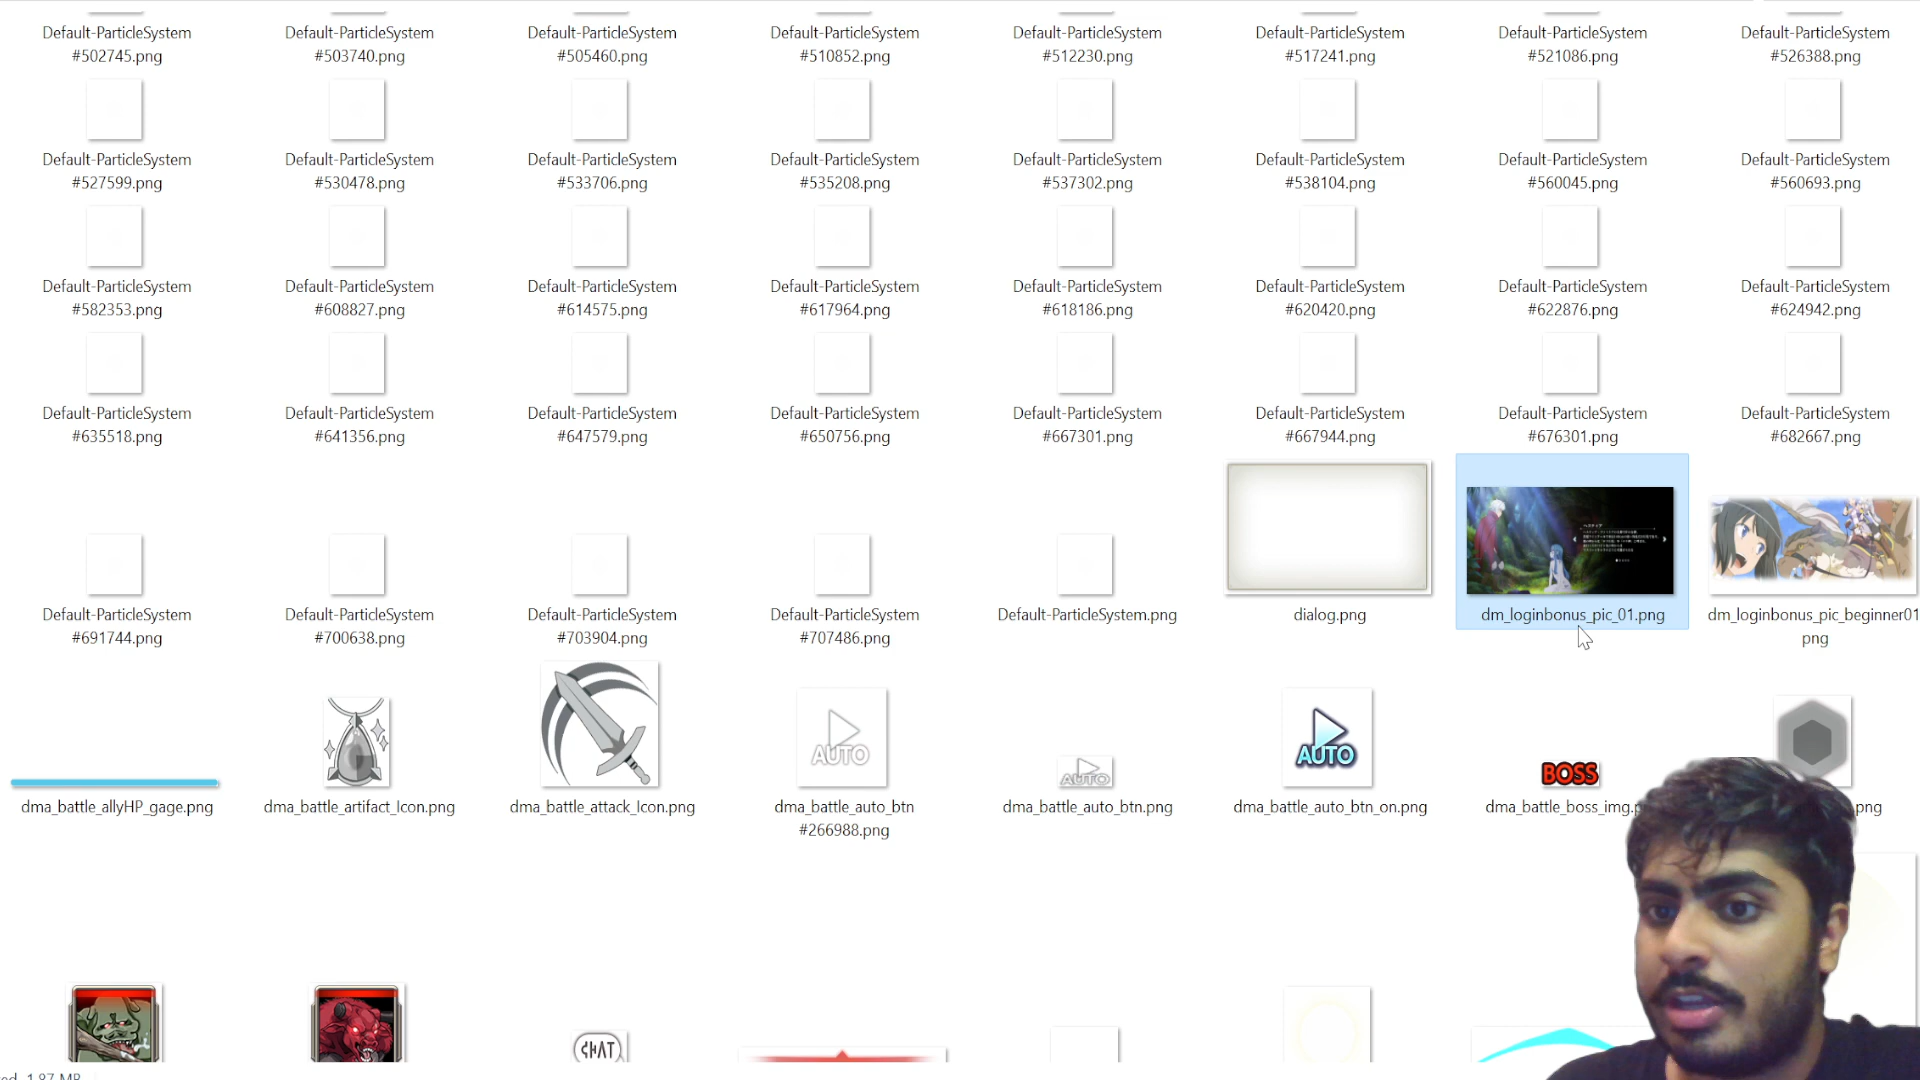 Default-ParticleSystem Default-ParticleSystem Default-ParticleSystem Default-ParticleSystem Default-ParticleSystem Default-ParticleSystem Default-ParticleSystem Default-ParticleSystem
#502745.png #503740.png #505460.png #510852.png #512230.png #517241.png #521086.png #526388.png
Default-ParticleSystem Default-ParticleSystem Default-ParticleSystem Default-ParticleSystem Default-ParticleSystem Default-ParticleSystem Default-ParticleSystem Default-ParticleSystem
#527599.png #530478.png #533706.png #535208.png #537302.png #538104.png #560045.png #560693.png
Default-ParticleSystem Default-ParticleSystem Default-ParticleSystem Default-ParticleSystem Default-ParticleSystem Default-ParticleSystem Default-ParticleSystem Default-ParticleSystem
#582353.png #608827.png #614575.png #617964.png #618186.png #620420.png #622876.png #624942.png
Default-ParticleSystem Default-ParticleSystem Default-ParticleSystem Default-ParticleSystem Default-ParticleSystem Default-ParticleSystem Default-ParticleSystem Default-ParticleSystem
#635518.png #641356.png #647579.png #650756.png #667301.png #667944.png #676301.png #682667.png
Default-ParticleSystem Default-ParticleSystem Default-ParticleSystem Default-ParticleSystem Default-ParticleSystem.png dialog.png dm_loginbonus_pic_01.png dm_loginbonus_pic_beginner01
#691744.png #700638.png #703904.png #707486.png png
AUTO AUTO AUTO BOSS
dma_battle_allyHP_gage.png dma_battle_artifact_Icon.png dma_battle_attack_Icon.png dma_battle_auto_btn dma_battle_auto_btn.png dma_battle_auto_btn_on.png dma_battle_boss_img png
#266988.png
CHAT
1.87 MB